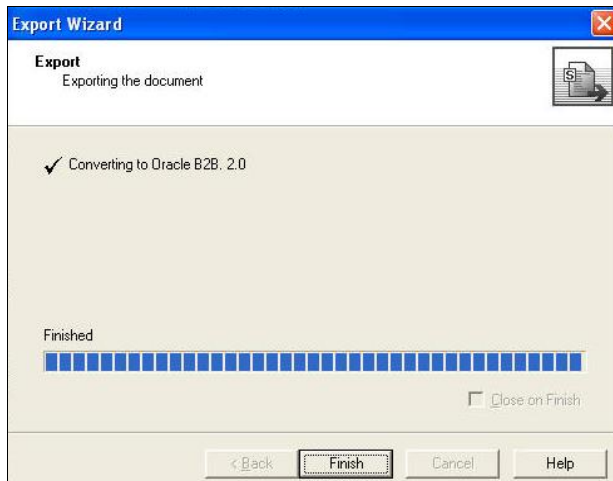 Export Wizard
Export
Exporting the document
S
Converting to Oracle B2B. 2.0
Finished
Close on Finish
< Back
Finish
Cancel
Help